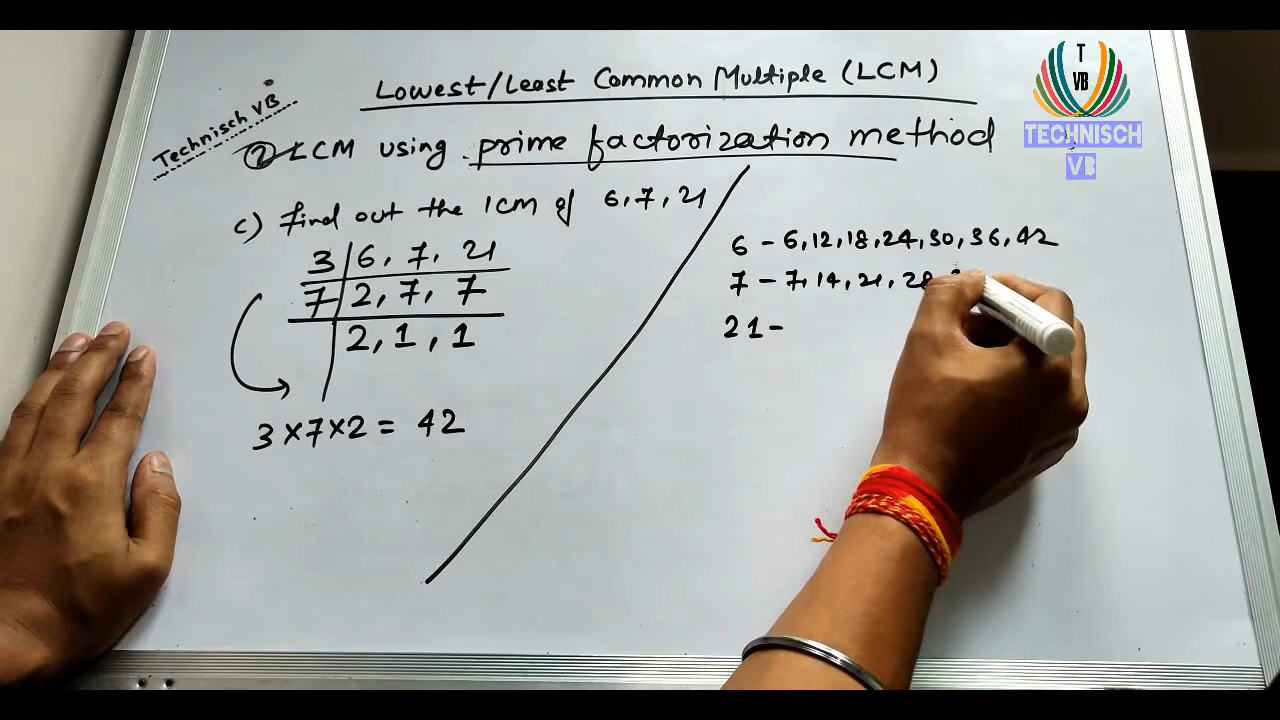 Lowest/Least Common Multiple (LCM)
Technisch VB
② LCM using prime factorization method
c) Find out the LCM of 6, 7, 21
3 | 6, 7, 21
7 | 2, 7, 7
2, 1, 1
3 × 7 × 2 = 42
6 - 6, 12, 18, 24, 30, 36, 42
7 - 7, 14, 21, 28
21 -
T
VB
TECHNISCH
VB